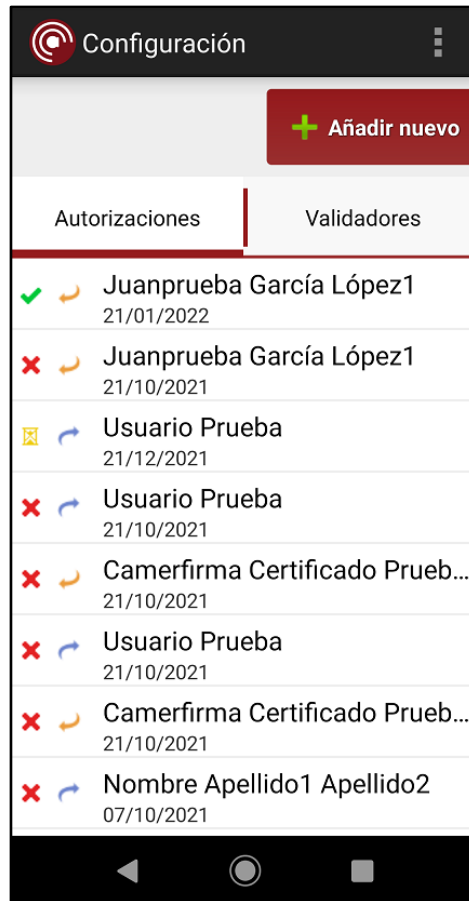 Configuración
Añadir nuevo
Autorizaciones
Validadores
Juanprueba García López1
21/01/2022
Juanprueba García López1
21/10/2021
Usuario Prueba
21/12/2021
Usuario Prueba
21/10/2021
Camerfirma Certificado Prueb...
21/10/2021
Usuario Prueba
21/10/2021
Camerfirma Certificado Prueb...
21/10/2021
Nombre Apellido1 Apellido2
07/10/2021